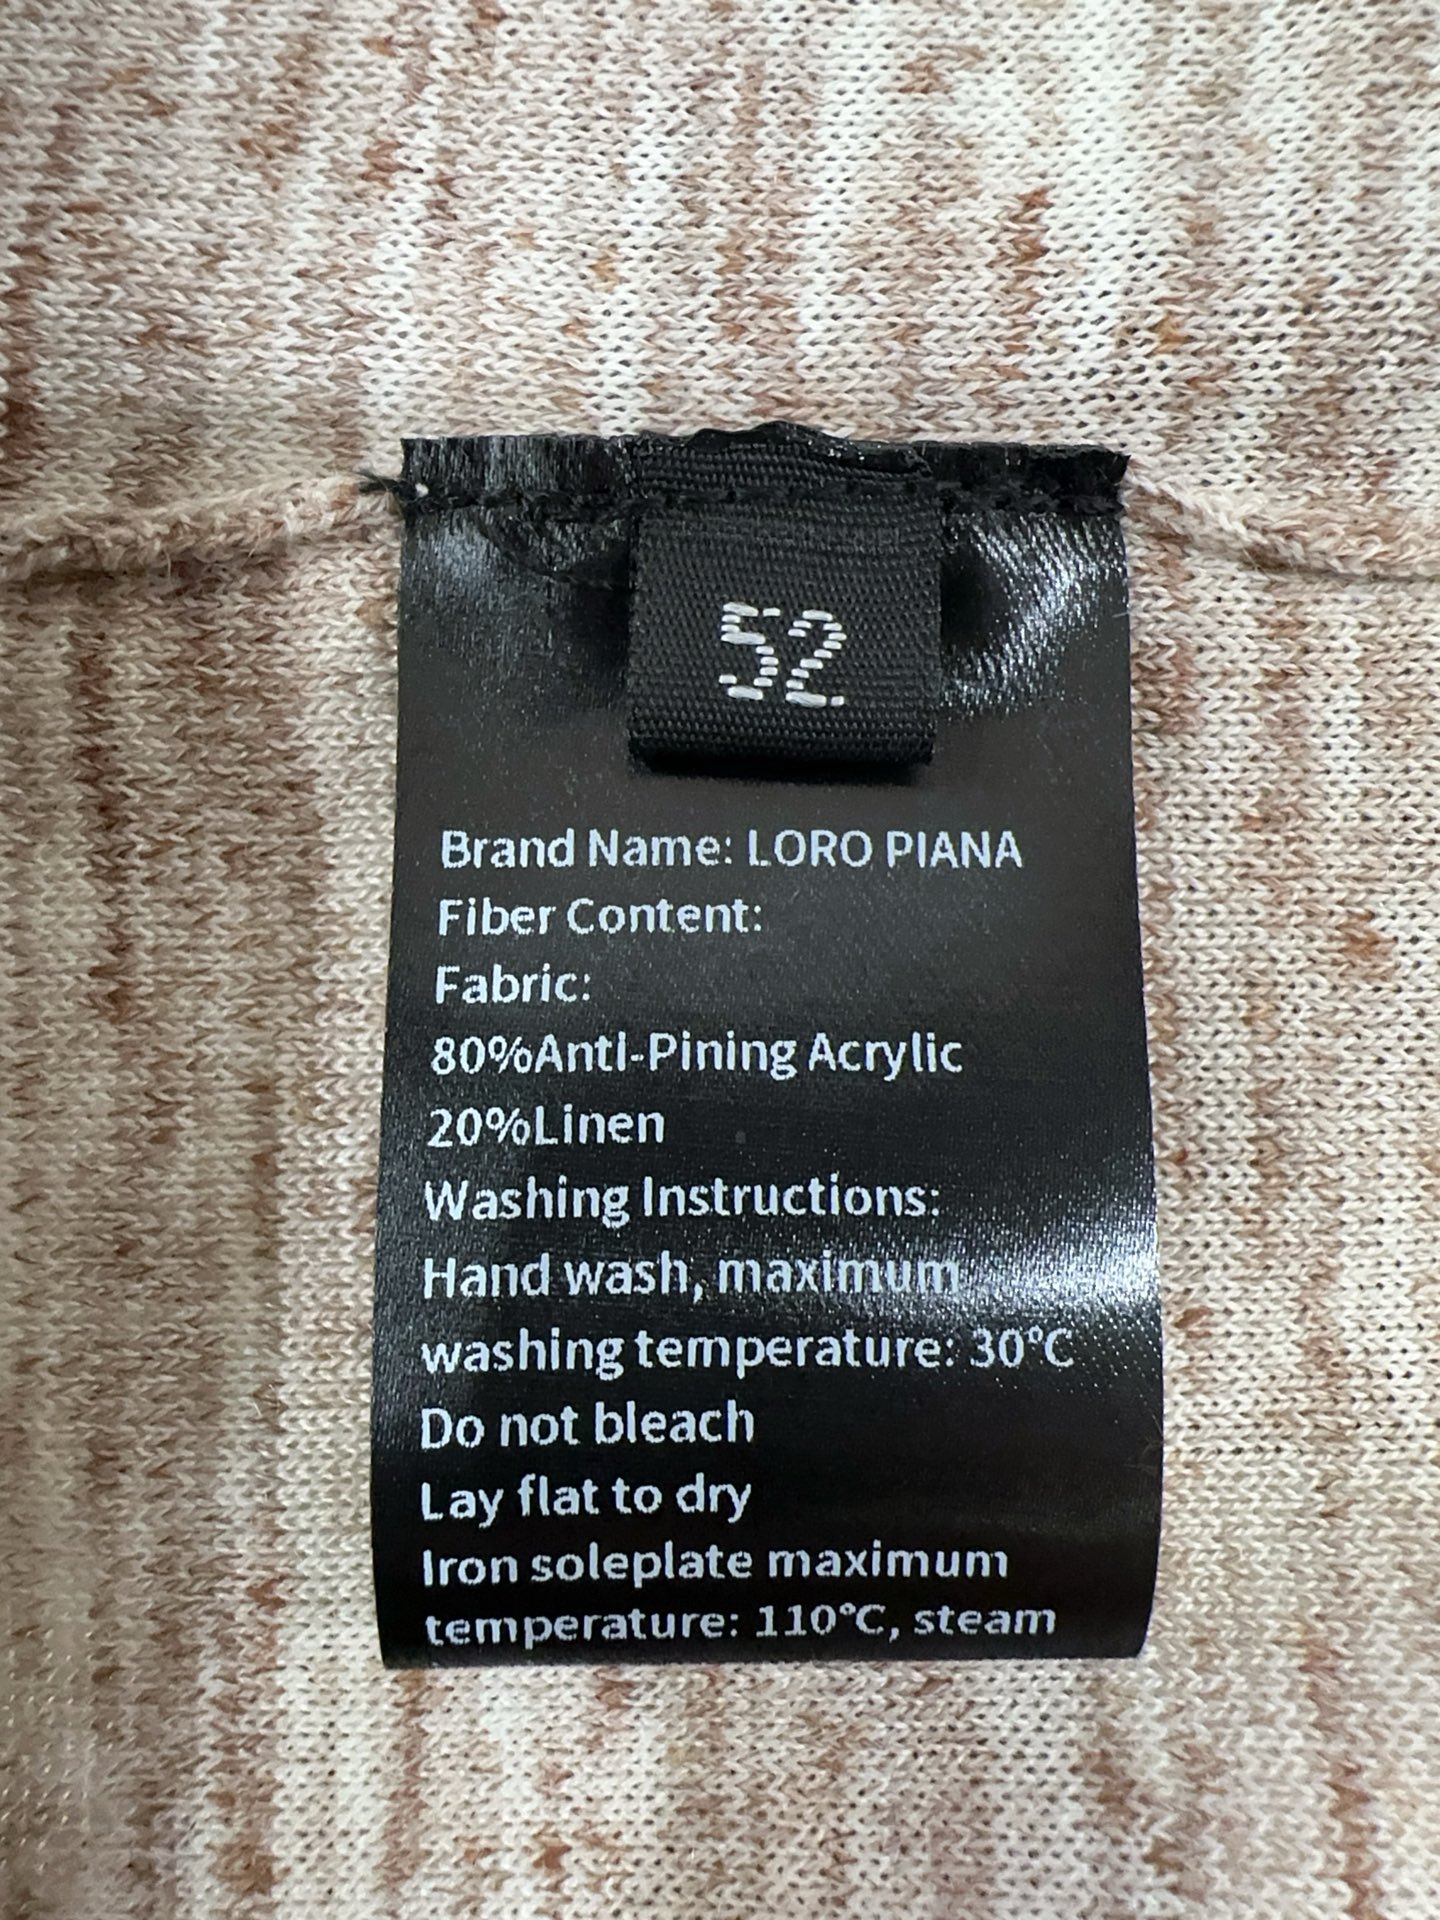 52
Brand Name: LORO PIANA
Fiber Content:
Fabric:
80%Anti-Pining Acrylic
20%Linen
Washing Instructions:
Hand wash, maximum
washing temperature: 30°C
Do not bleach
Lay flat to dry
Iron soleplate maximum
temperature: 110°C, steam